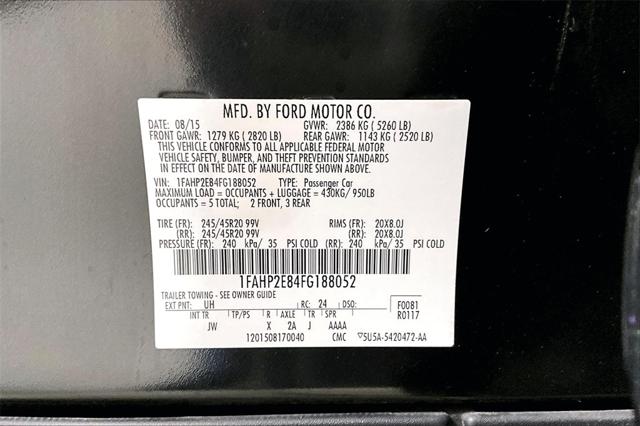 MFD. BY FORD MOTOR CO.
DATE: 08/15 GVWR: 2386 KG ( 5260 LB)
FRONT GAWR: 1279 KG ( 2820 LB) REAR GAWR: 1143 KG ( 2520 LB)
THIS VEHICLE CONFORMS TO ALL APPLICABLE FEDERAL MOTOR
VEHICLE SAFETY, BUMPER, AND THEFT PREVENTION STANDARDS
IN EFFECT ON THE DATE OF MANUFACTURE SHOWN ABOVE.
VIN: 1FAHP2E84FG188052 TYPE: Passenger Car
MAXIMUM LOAD = OCCUPANTS + LUGGAGE = 430KG/ 950LB
OCCUPANTS = 5 TOTAL; 2 FRONT, 3 REAR
TIRE (FR): 245/45R20 99V RIMS (FR): 20X8.0J
(RR): 245/45R20 99V (RR): 20X8.0J
PRESSURE (FR): 240 kPa/ 35 PSI COLD (RR): 240 kPa/ 35 PSI COLD
1FAHP2E84FG188052
TRAILER TOWING - SEE OWNER GUIDE
EXT PNT: UH RC: 24 DSO: F0081
INT TR TP/PS R AXLE TR SPR R0117
JW X 2A J AAAA
1201508170040 CMC ▽5U5A-5420472-AA